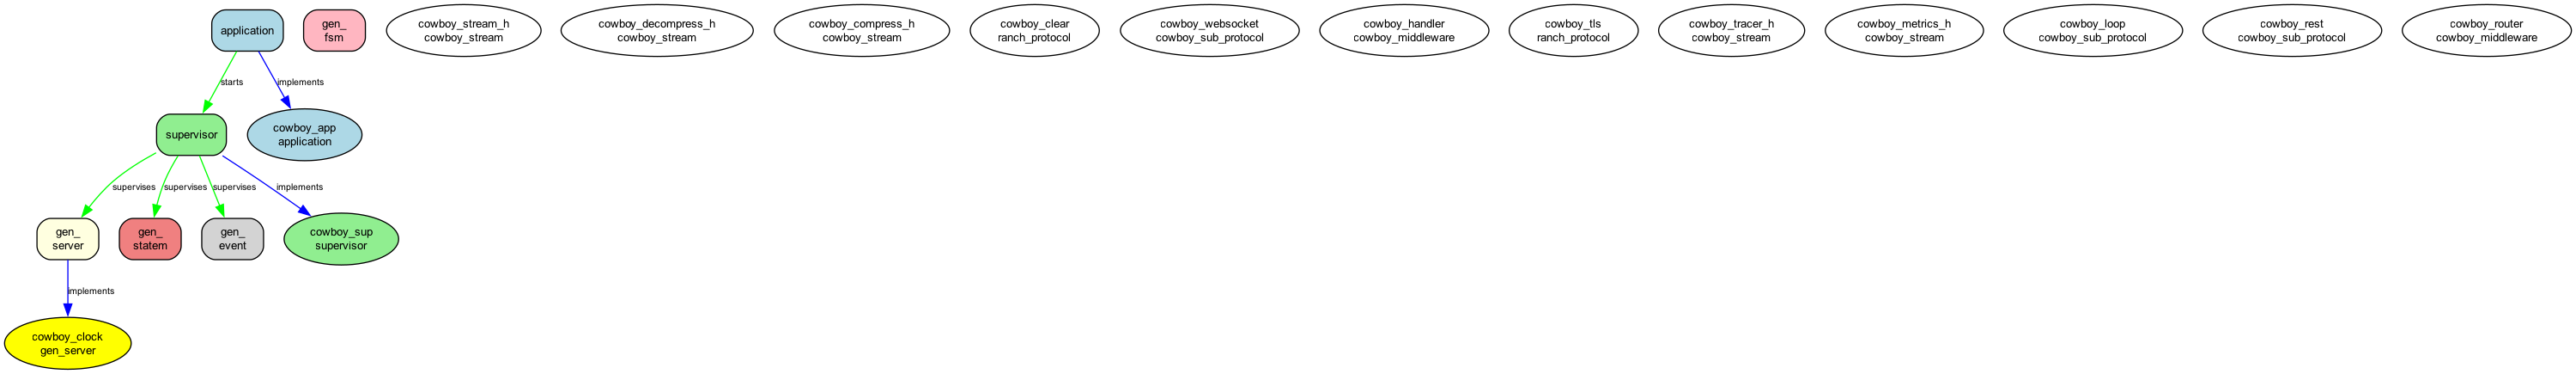 application
gen_
fsm
cowboy_stream_h
cowboy_stream
cowboy_decompress_h
cowboy_stream
cowboy_compress_h
cowboy_stream
cowboy_clear
ranch_protocol
cowboy_websocket
cowboy_sub_protocol
cowboy_handler
cowboy_middleware
cowboy_tls
ranch_protocol
cowboy_tracer_h
cowboy_stream
cowboy_metrics_h
cowboy_stream
cowboy_loop
cowboy_sub_protocol
cowboy_rest
cowboy_sub_protocol
cowboy_router
cowboy_middleware
starts
implements
supervisor
cowboy_app
application
supervises
supervises
supervises
implements
gen_
server
gen_
statem
gen_
event
cowboy_sup
supervisor
implements
cowboy_clock
gen_server